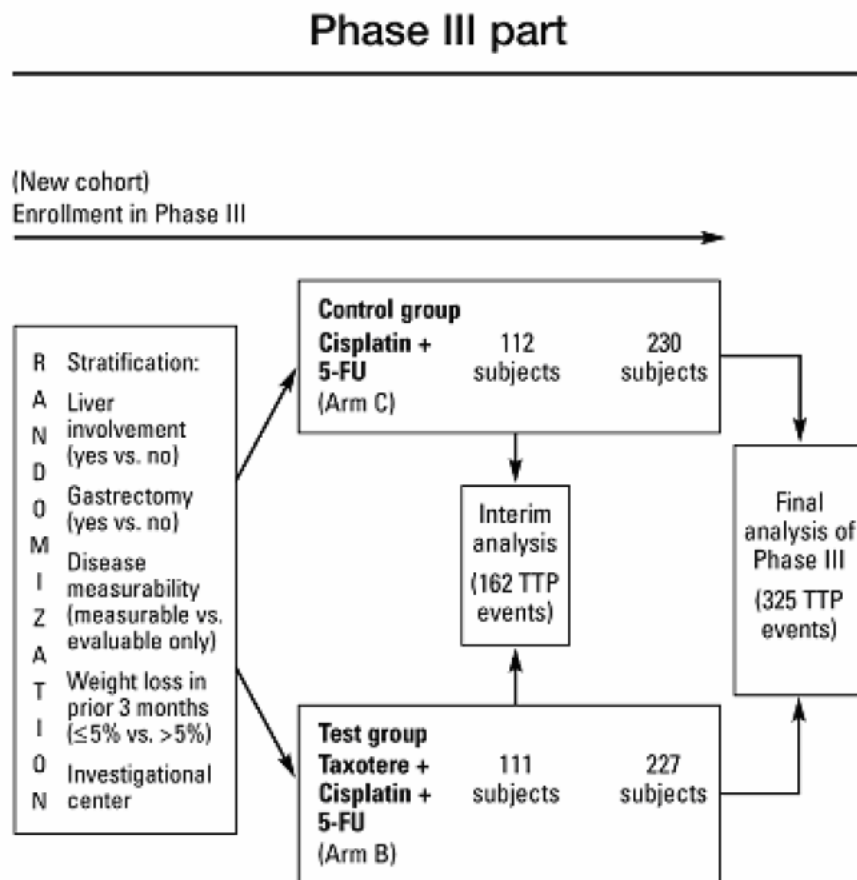 Phase III part
(New cohort)
Enrollment in Phase III
RANDOMIZATION
Stratification:
Liver
involvement
(yes vs. no)
Gastrectomy
(yes vs. no)
Disease
measurability
(measurable vs.
evaluable only)
Weight loss in
prior 3 months
(≤5% vs. >5%)
Investigational
center
Control group
Cisplatin +
5-FU
(Arm C)
112
subjects
230
subjects
Interim
analysis
(162 TTP
events)
Final
analysis of
Phase III
(325 TTP
events)
Test group
Taxotere +
Cisplatin +
5-FU
(Arm B)
111
subjects
227
subjects